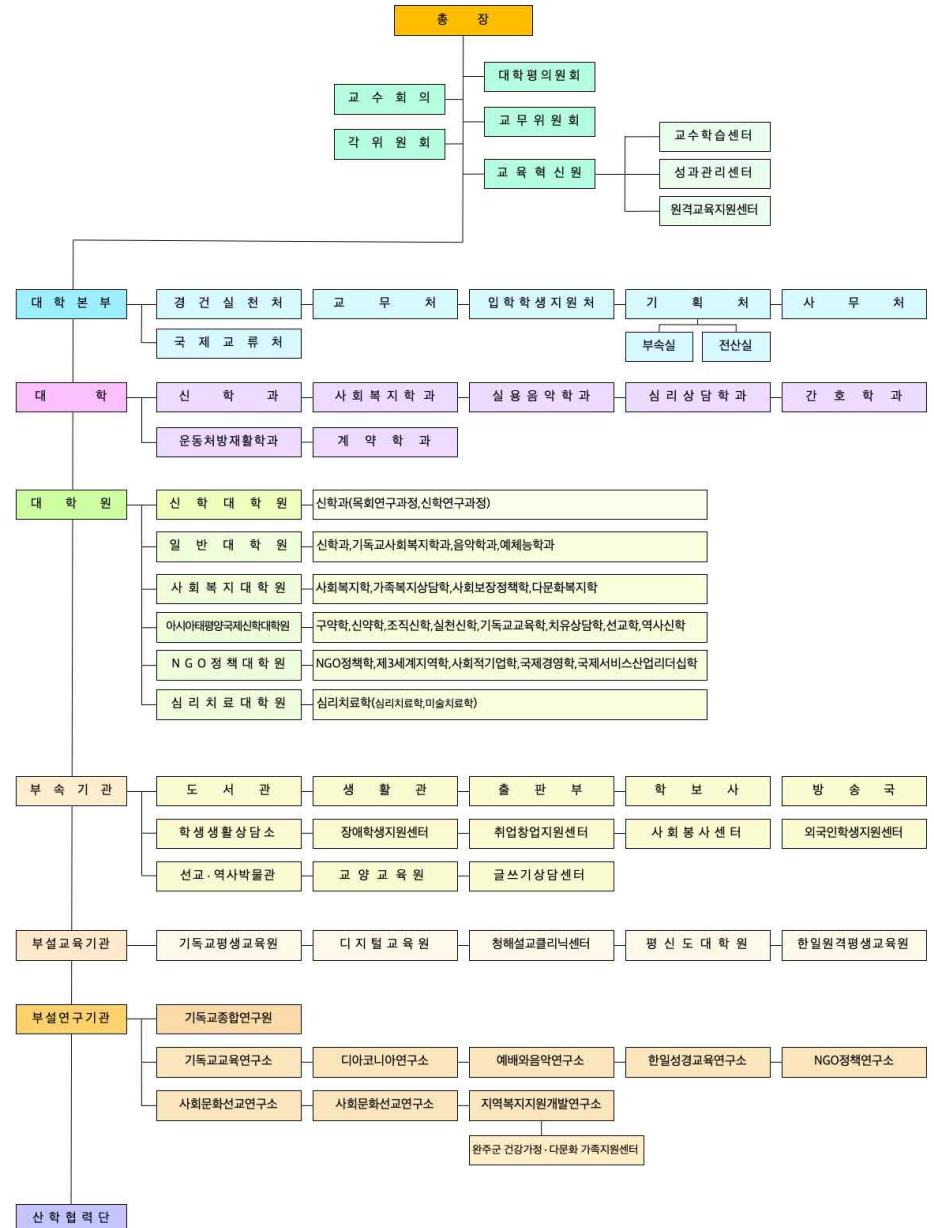 총 장
대학평의원회
교 수 회 의
교 무 위 원 회
각 위 원 회
교 육 혁 신 원
교수학습센터
성과관리센터
원격교육지원센터
대 학 본 부
경 건 실 천 처
교 무 처
입학학생지원처
기 획 처
사 무 처
국 제 교 류 처
부속실
전산실
대 학
신 학 과
사 회 복 지 학 과
실 용 음 악 학 과
심 리 상 담 학 과
간 호 학 과
운동처방재활학과
계 약 학 과
대 학 원
신 학 대 학 원
신학과(목회연구과정,신학연구과정)
일 반 대 학 원
신학과,기독교사회복지학과,음악학과,예체능학과
사 회 복 지 대 학 원
사회복지학,가족복지상담학,사회보장정책학,다문화복지학
아시아태평양국제신학대학원
구약학,신약학,조직신학,실천신학,기독교교육학,치유상담학,선교학,역사신학
N G O 정 책 대 학 원
NGO정책학,제3세계지역학,사회적기업학,국제경영학,국제서비스산업리더십학
심 리 치 료 대 학 원
심리치료학(심리치료학,미술치료학)
부 속 기 관
도 서 관
생 활 관
출 판 부
학 보 사
방 송 국
학생생활상담소
장애학생지원센터
취업창업지원센터
사 회 봉 사 센 터
외국인학생지원센터
선교·역사박물관
교 양 교 육 원
글쓰기상담센터
부설교육기관
기독교평생교육원
디 지 털 교 육 원
청해설교클리닉센터
평 신 도 대 학 원
한일원격평생교육원
부설연구기관
기독교종합연구원
기독교교육연구소
디아코니아연구소
예배와음악연구소
한일성경교육연구소
NGO정책연구소
사회문화선교연구소
사회문화선교연구소
지역복지지원개발연구소
완주군 건강가정·다문화 가족지원센터
산 학 협 력 단